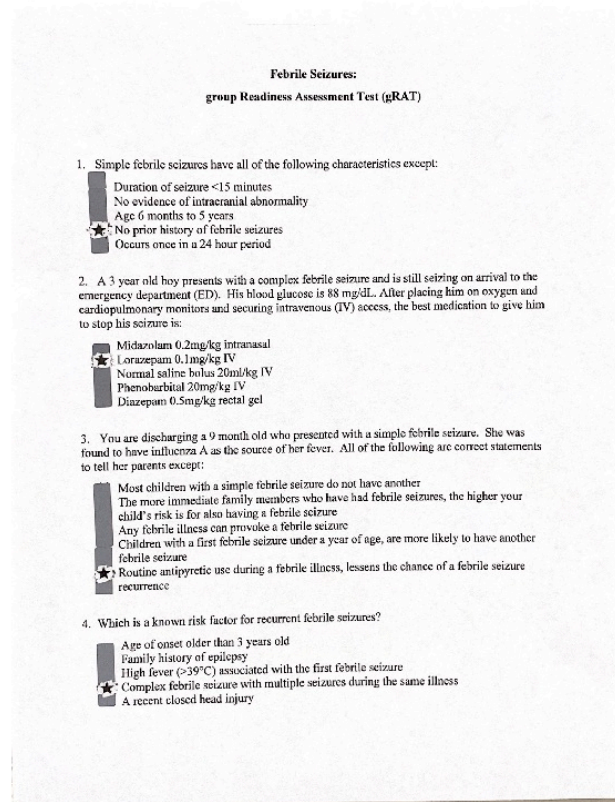 Febrile Seizures:
group Readiness Assessment Test (gRAT)
1. Simple febrile seizures have all of the following characteristics except:
Duration of seizure <15 minutes
No evidence of intracranial abnormality
Age 6 months to 5 years
No prior history of febrile seizures
Occurs once in a 24 hour period
2. A 3 year old boy presents with a complex febrile seizure and is still seizing on arrival to the
emergency department (ED). His blood glucose is 88 mg/dL. After placing him on oxygen and
cardiopulmonary monitors and securing intravenous (IV) access, the best medication to give him
to stop his seizure is:
Midazolam 0.2mg/kg intranasal
Lorazepam 0.1mg/kg IV
Normal saline bolus 20ml/kg IV
Phenobarbital 20mg/kg IV
Diazepam 0.5mg/kg rectal gel
3. You are discharging a 9 month old who presented with a simple febrile seizure. She was
found to have influenza A as the source of her fever. All of the following are correct statements
to tell her parents except:
Most children with a simple febrile seizure do not have another
The more immediate family members who have had febrile seizures, the higher your
child's risk is for also having a febrile seizure
Any febrile illness can provoke a febrile seizure
Children with a first febrile seizure under a year of age, are more likely to have another
febrile seizure
Routine antipyretic use during a febrile illness, lessens the chance of a febrile seizure
recurrence
4. Which is a known risk factor for recurrent febrile seizures?
Age of onset older than 3 years old
Family history of epilepsy
High fever (>39°C) associated with the first febrile seizure
Complex febrile seizure with multiple seizures during the same illness
A recent closed head injury